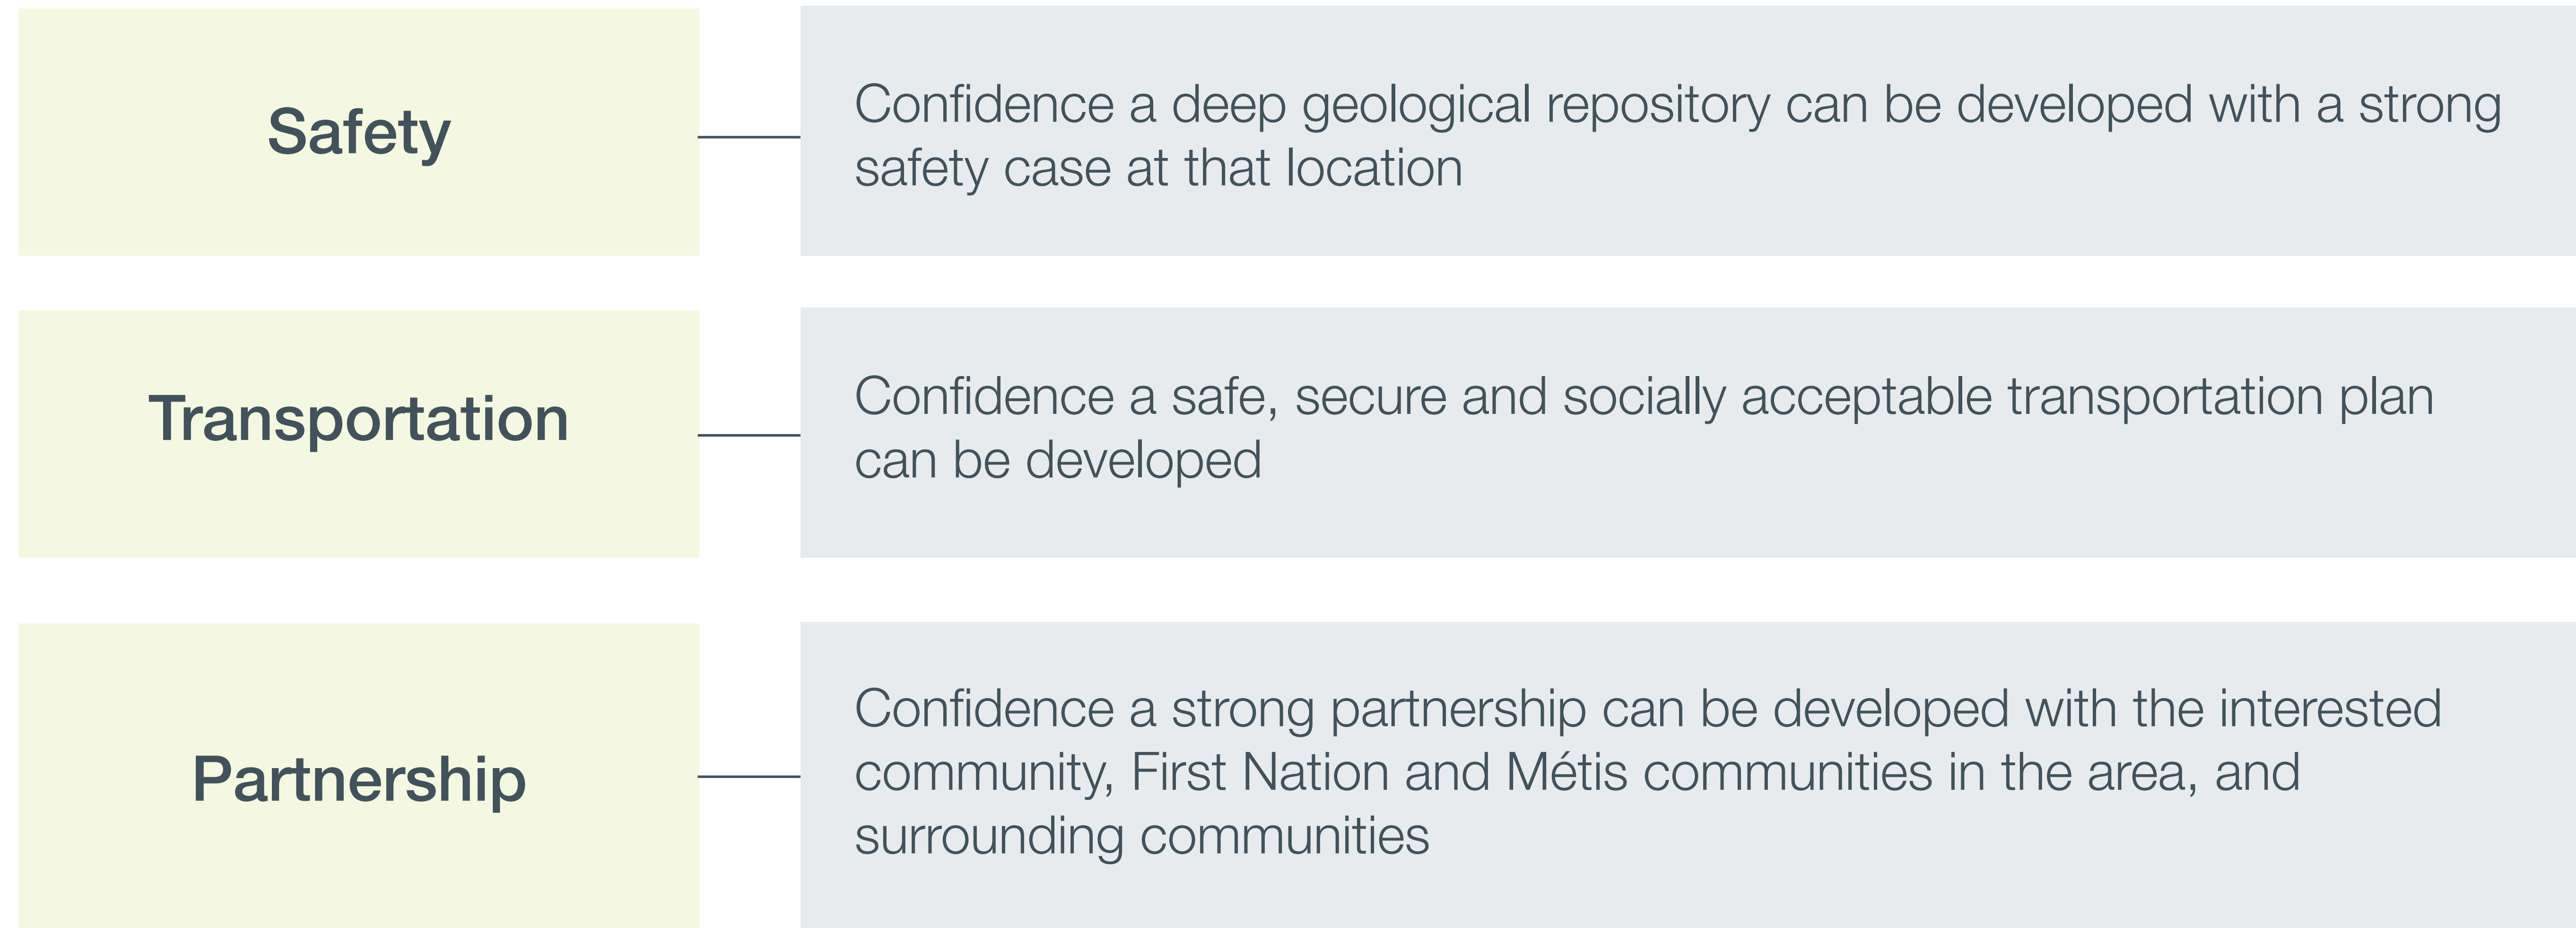 Safety
Confidence a deep geological repository can be developed with a strong
safety case at that location
Transportation
Confidence a safe, secure and socially acceptable transportation plan
can be developed
Partnership
Confidence a strong partnership can be developed with the interested
community, First Nation and Métis communities in the area, and
surrounding communities